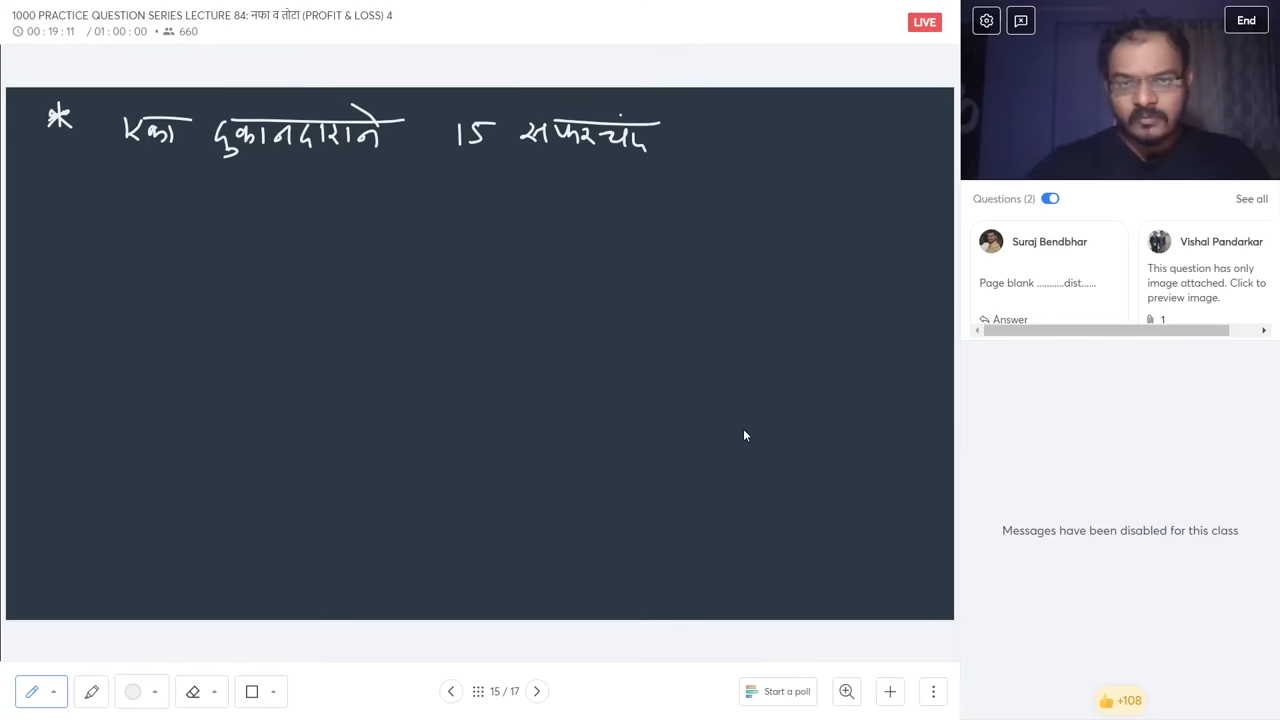 1000 PRACTICE QUESTION SERIES LECTURE 84: नफा व तोटा (PROFIT & LOSS) 4
00 : 19 : 11 / 01 : 00 : 00 • 660
LIVE
End
* एका दुकानदाराने 15 सफरचंद
Questions (2)
See all
Suraj Bendbhar
Page blank ...........dist......
Answer
Vishal Pandarkar
This question has only
image attached. Click to
preview image.
1
Messages have been disabled for this class
15 / 17
Start a poll
+108